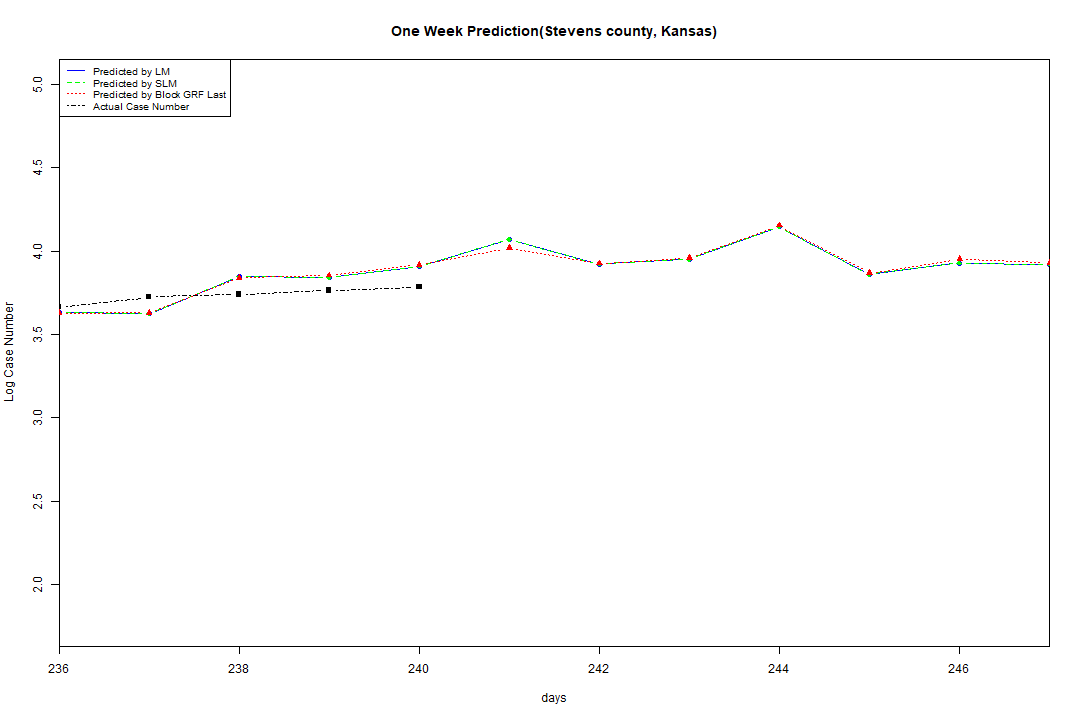 One Week Prediction(Stevens county, Kansas)
Predicted by LM
Predicted by SLM
Predicted by Block GRF Last
Actual Case Number
5.0
4.5
4.0
3.5
3.0
2.5
2.0
Log Case Number
236
238
240
242
244
246
days